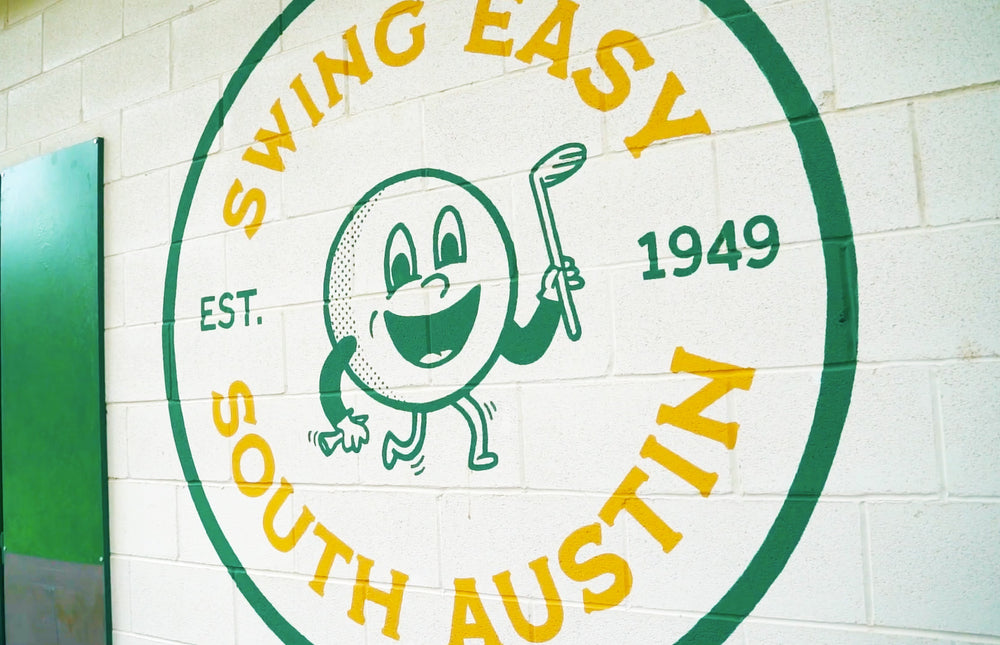 SWING EASY
EST. 1949
SOUTH AUSTIN